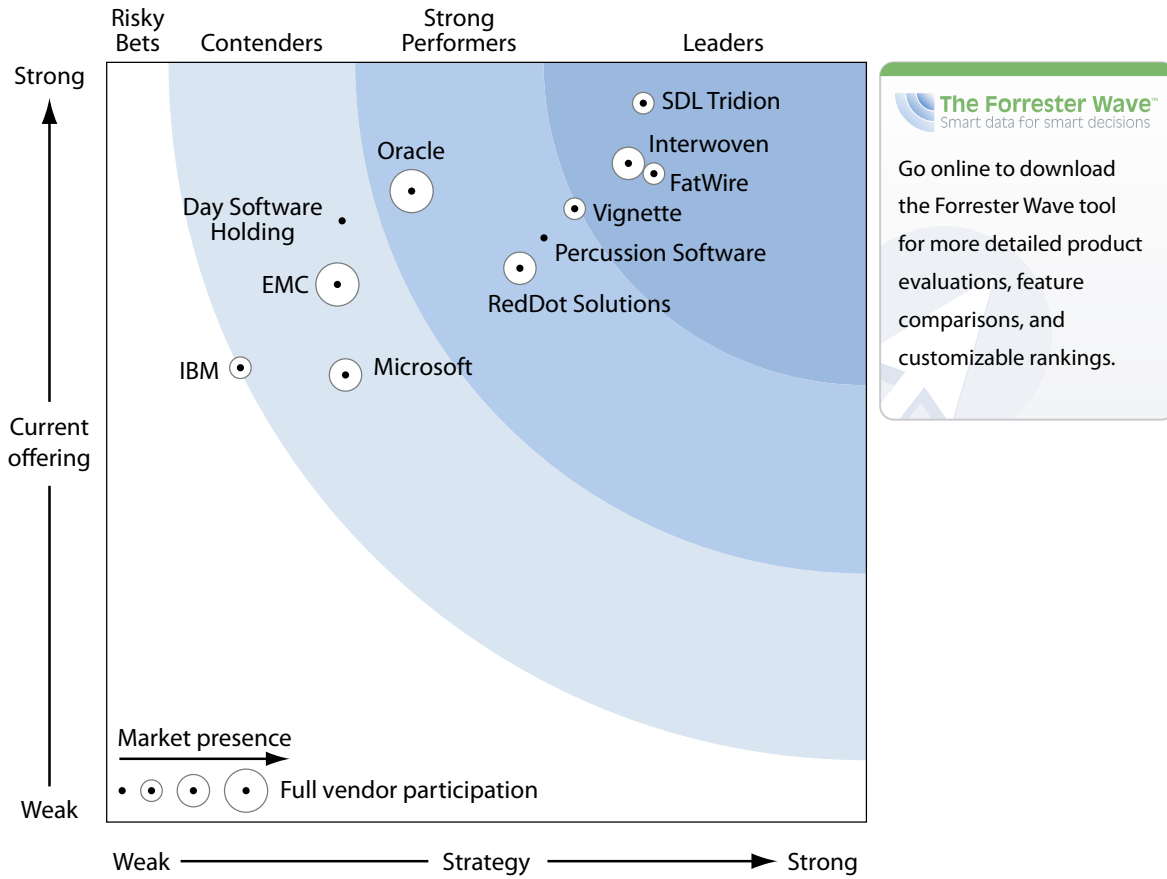 Risky
Bets
Contenders
Strong
Performers
Leaders
Strong
Current
offering
Weak
SDL Tridion
Interwoven
FatWire
Oracle
Vignette
Day Software
Holding
Percussion Software
EMC
RedDot Solutions
IBM
Microsoft
Market presence
Full vendor participation
Weak
Strategy
Strong
The Forrester Wave™
Smart data for smart decisions
Go online to download
the Forrester Wave tool
for more detailed product
evaluations, feature
comparisons, and
customizable rankings.